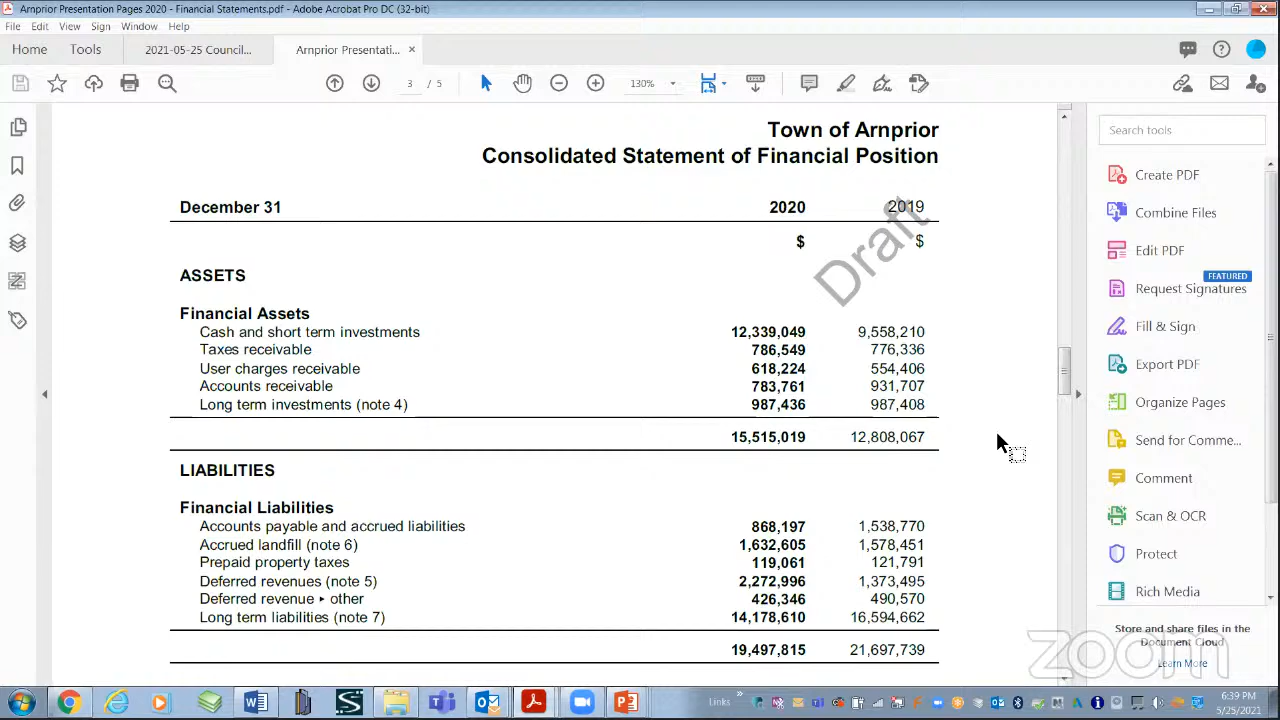 Arnprior Presentation Pages 2020 - Financial Statements.pdf - Adobe Acrobat Pro DC (32-bit)
File Edit View Sign Window Help
Home Tools 2021-05-25 Council... Arnprior Presentati... ×
3 / 5 130%
Town of Arnprior
Consolidated Statement of Financial Position
December 31 2020 2019
$ $
Draft
ASSETS
Financial Assets
Cash and short term investments 12,339,049 9,558,210
Taxes receivable 786,549 776,336
User charges receivable 618,224 554,406
Accounts receivable 783,761 931,707
Long term investments (note 4) 987,436 987,408
15,515,019 12,808,067
LIABILITIES
Financial Liabilities
Accounts payable and accrued liabilities 868,197 1,538,770
Accrued landfill (note 6) 1,632,605 1,578,451
Prepaid property taxes 119,061 121,791
Deferred revenues (note 5) 2,272,996 1,373,495
Deferred revenue ▸ other 426,346 490,570
Long term liabilities (note 7) 14,178,610 16,594,662
19,497,815 21,697,739
Search tools
Create PDF
Combine Files
Edit PDF
FEATURED
Request Signatures
Fill & Sign
Export PDF
Organize Pages
Send for Comme...
Comment
Scan & OCR
Protect
Rich Media
Store and share files in the
Document Cloud
Learn More
zoom
Links »
6:39 PM
5/25/2021